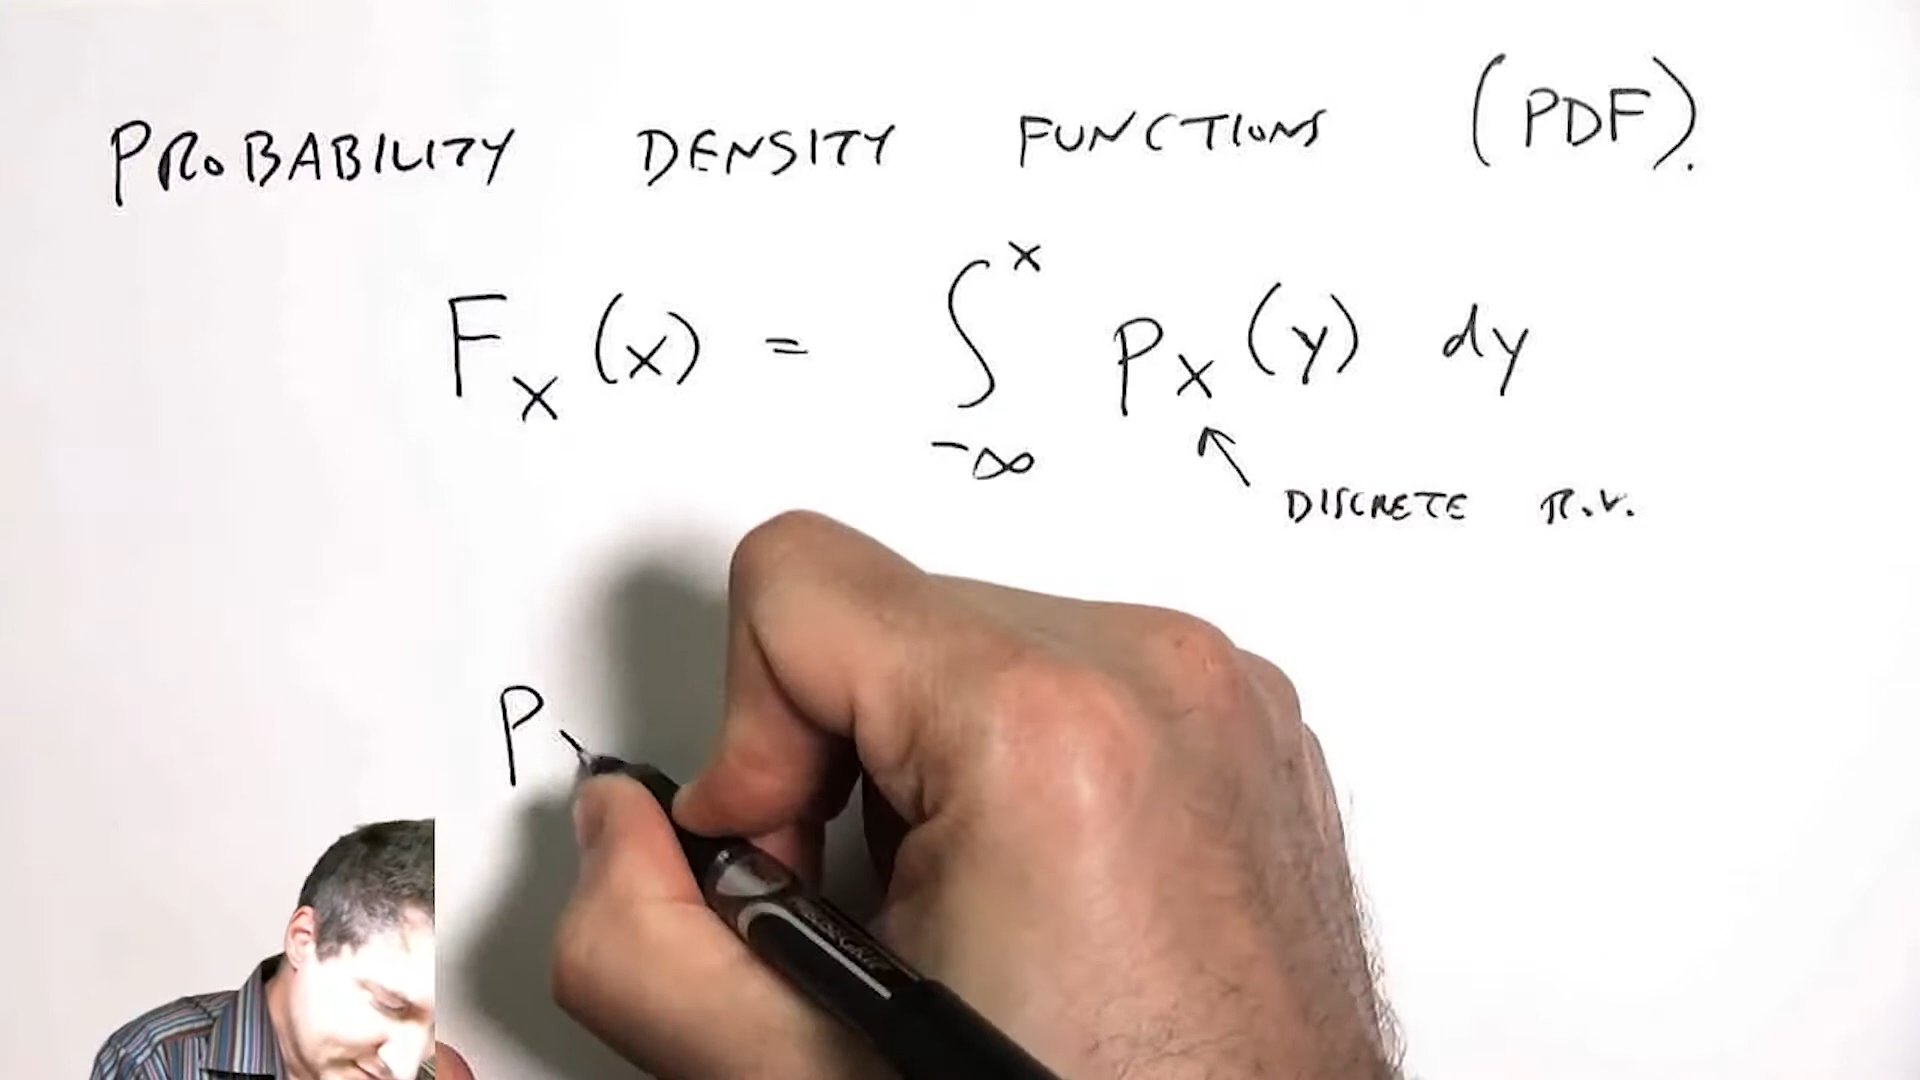 PROBABILITY DENSITY FUNCTIONS (PDF).
F_X (x) = ∫_{-∞}^{x} p_X (y) dy
DISCRETE R.V.
P